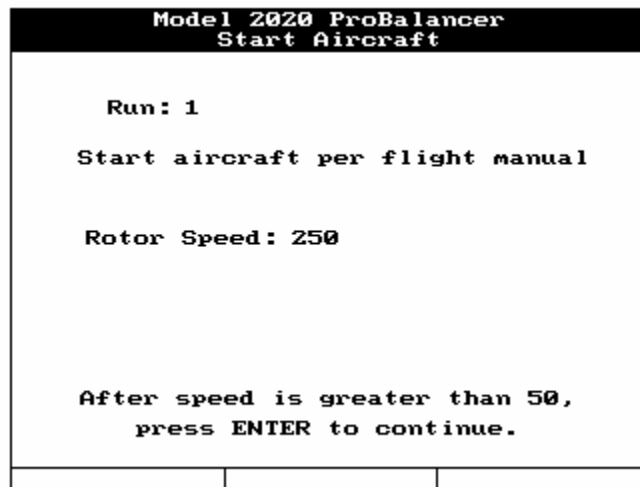 Model 2020 ProBalancer
Start Aircraft
Run: 1
Start aircraft per flight manual
Rotor Speed: 250
After speed is greater than 50,
press ENTER to continue.